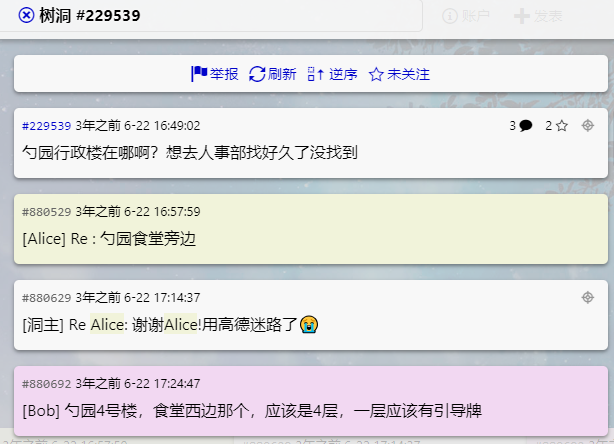 树洞 #229539
账户
发表
举报 刷新 逆序 未关注
#229539 3年之前 6-22 16:49:02 3 2
勺园行政楼在哪啊？想去人事部找好久了没找到
#880529 3年之前 6-22 16:57:59
[Alice] Re : 勺园食堂旁边
#880629 3年之前 6-22 17:14:37
[洞主] Re Alice: 谢谢Alice!用高德迷路了😭
#880692 3年之前 6-22 17:24:47
[Bob] 勺园4号楼，食堂西边那个，应该是4层，一层应该有引导牌